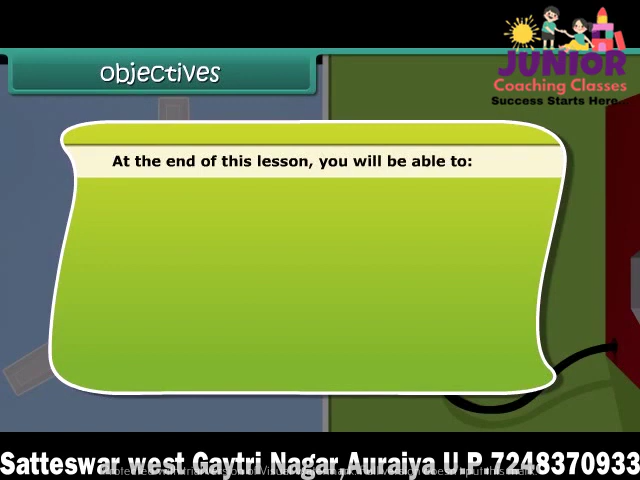 objectives
JUNIOR
Coaching Classes
Success Starts Here
At the end of this lesson, you will be able to:
Satteswar west Gaytri Nagar Auraiya U.P 7248370933